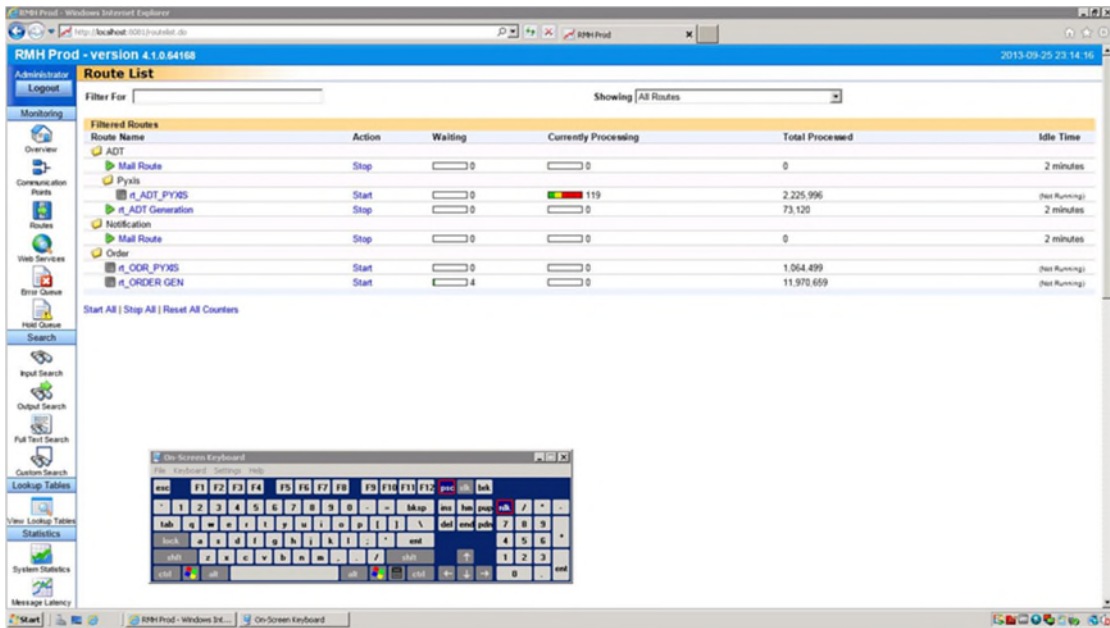 RMH Prod - Windows Internet Explorer
http://localhost:8081/routelist.do
RMH Prod
RMH Prod - version 4.1.0.64168
2013-09-25 23:14:16
Administrator
Logout
Route List
Filter For
Showing All Routes
Monitoring
Overview
Communication Points
Routes
Web Services
Error Queue
Hold Queue
Search
Input Search
Output Search
Full Text Search
Custom Search
Lookup Tables
View Lookup Tables
Statistics
System Statistics
Message Latency
Filtered Routes
Route Name Action Waiting Currently Processing Total Processed Idle Time
ADT
Mail Route Stop 0 0 0 2 minutes
Pyxis
rt_ADT_PYXIS Start 0 119 2,225,996 (Not Running)
rt_ADT Generation Stop 0 0 73,120 2 minutes
Notification
Mail Route Stop 0 0 0 2 minutes
Order
rt_ODR_PYXIS Start 0 0 1,064,499 (Not Running)
rt_ORDER GEN Start 4 0 11,970,659 (Not Running)
Start All | Stop All | Reset All Counters
On-Screen Keyboard
File Keyboard Settings Help
esc F1 F2 F3 F4 F5 F6 F7 F8 F9 F10 F11 F12 psc slk brk
` 1 2 3 4 5 6 7 8 9 0 - = bksp ins hm pup nlk / * -
tab q w e r t y u i o p [ ] \ del end pdn 7 8 9
lock a s d f g h j k l ; ' ent 4 5 6 +
shft z x c v b n m , . / shft ↑ 1 2 3
ctrl alt alt ctrl ← ↓ → 0 . ent
Start RMH Prod - Windows Int... On-Screen Keyboard